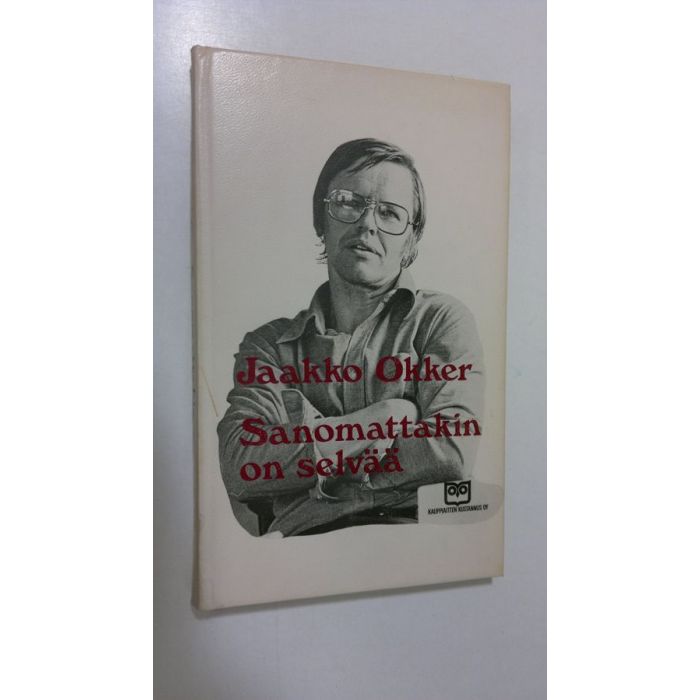 Jaakko Okker
Sanomattakin
on selvää
KAUPPIAITTEN KUSTANNUS OY